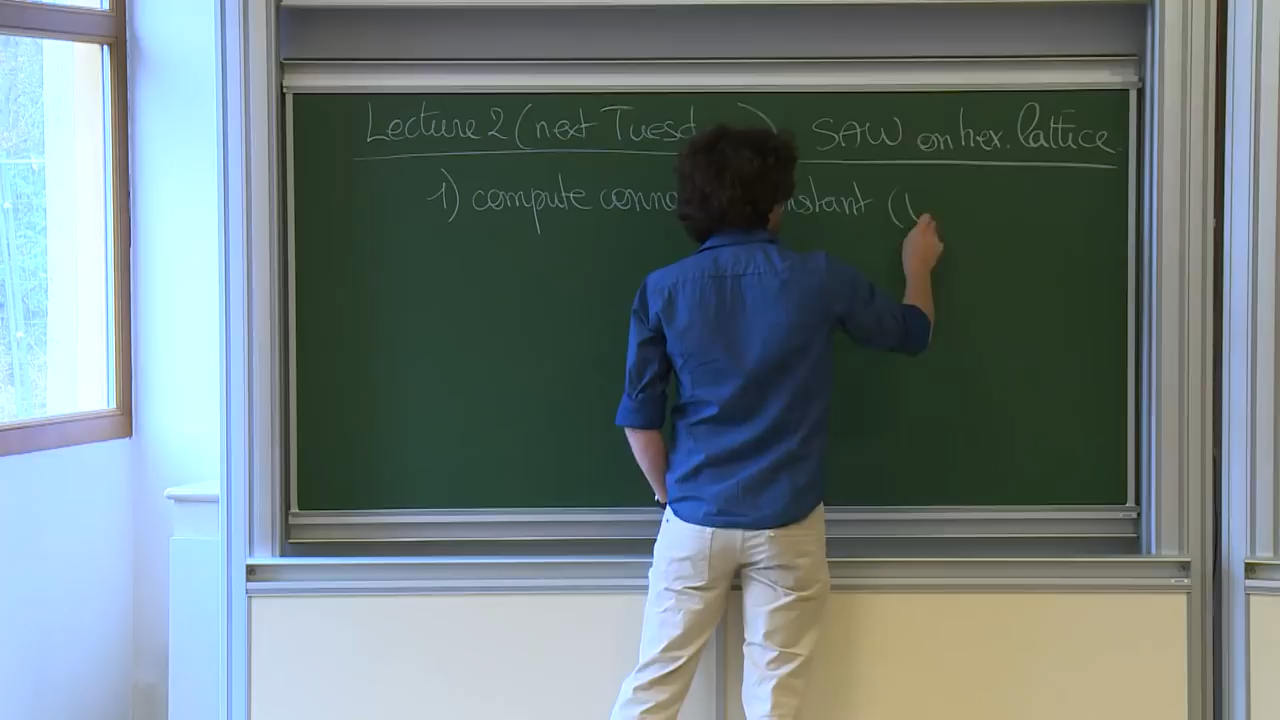 Lecture 2 (next Tuesd ) SAW on hex. lattice
1) compute conne nstant (